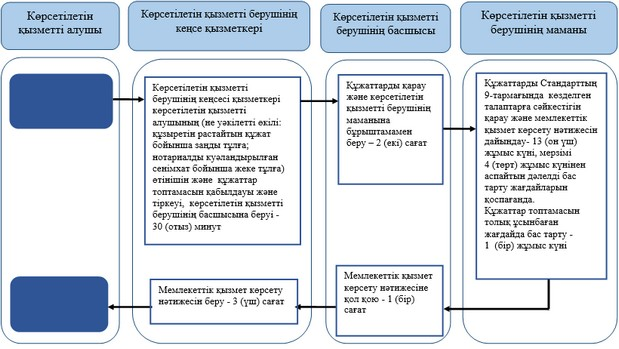 Көрсетілетін
қызметті алушы
Көрсетілетін қызметті берушінің
кеңсе қызметкері
Көрсетілетін қызметті
берушінің басшысы
Көрсетілетін қызметті
берушінің маманы
Көрсетілетін қызметті
берушінің кеңсесі қызметкері
көрсетілетін қызметті
алушының (не уәкілетті өкілі:
құзыретін растайтын құжат
бойынша заңды тұлға;
нотариалды куәландырылған
сенімхат бойынша жеке тұлға)
өтінішін және құжаттар
топтамасын қабылдауы және
тіркеуі, көрсетілетін қызметті
берушінің басшысына беруі -
30 (отыз) минут
Құжаттарды қарау
және көрсетілетін
қызметті берушінің
маманына
бұрыштамамен
беру – 2 (екі) сағат
Құжаттарды Стандарттың
9-тармағында көзделген
талаптарға сәйкестігін
қарау және мемлекеттік
қызмет көрсету нәтижесін
дайындау- 13 (он үш)
жұмыс күні, мерзімі
4 (төрт) жұмыс күнінен
аспайтын дәлелді бас
тарту жағдайларын
қоспағанда.
Құжаттар топтамасын
толық ұсынбаған
жағдайда бас тарту -
1 (бір) жұмыс күні
Мемлекеттік қызмет көрсету
нәтижесін беру - 3 (үш) сағат
Мемлекеттік қызмет
көрсету нәтижесіне
қол қою - 1 (бір)
сағат